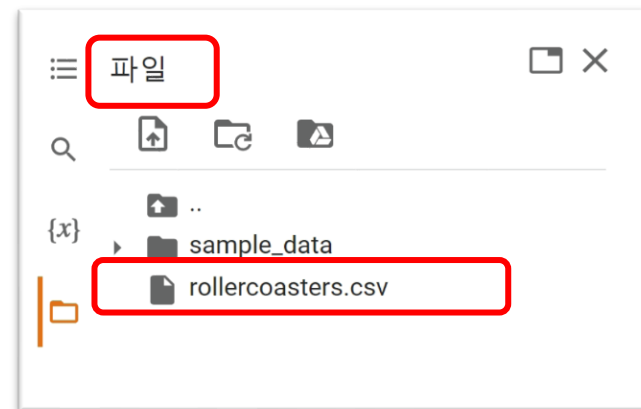 파일
..
{x}
sample_data
rollercoasters.csv